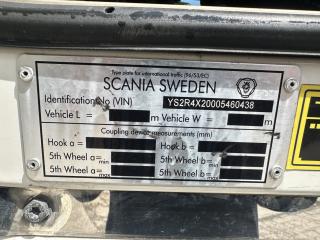 Type plate for international traffic (96/53/EC)
SCANIA SWEDEN
Identification No (VIN) YS2R4X20005460438
Vehicle L = m Vehicle W = m
Coupling device measurements (mm)
Hook a = Hook b =
5th Wheel a= min 5th Wheel b= min
5th Wheel a= max 5th Wheel b= max